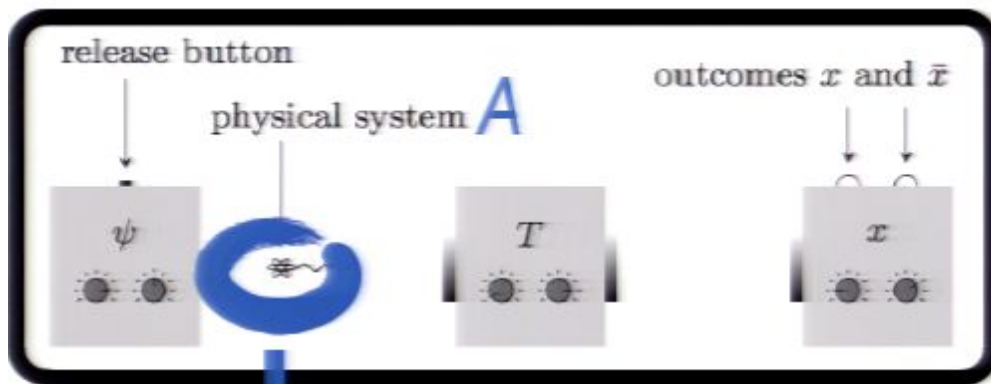 release button
outcomes x and x̄
physical system A
ψ
T
x